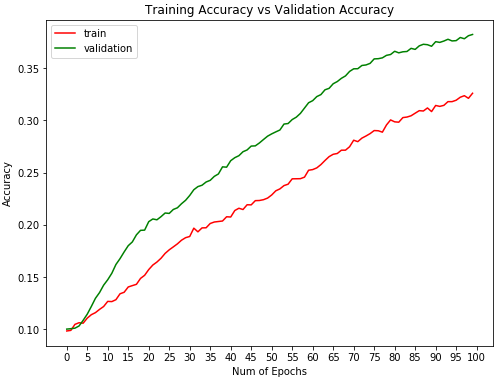 Training Accuracy vs Validation Accuracy
train
validation
Accuracy
0.35
0.30
0.25
0.20
0.15
0.10
0 5 10 15 20 25 30 35 40 45 50 55 60 65 70 75 80 85 90 95 100
Num of Epochs